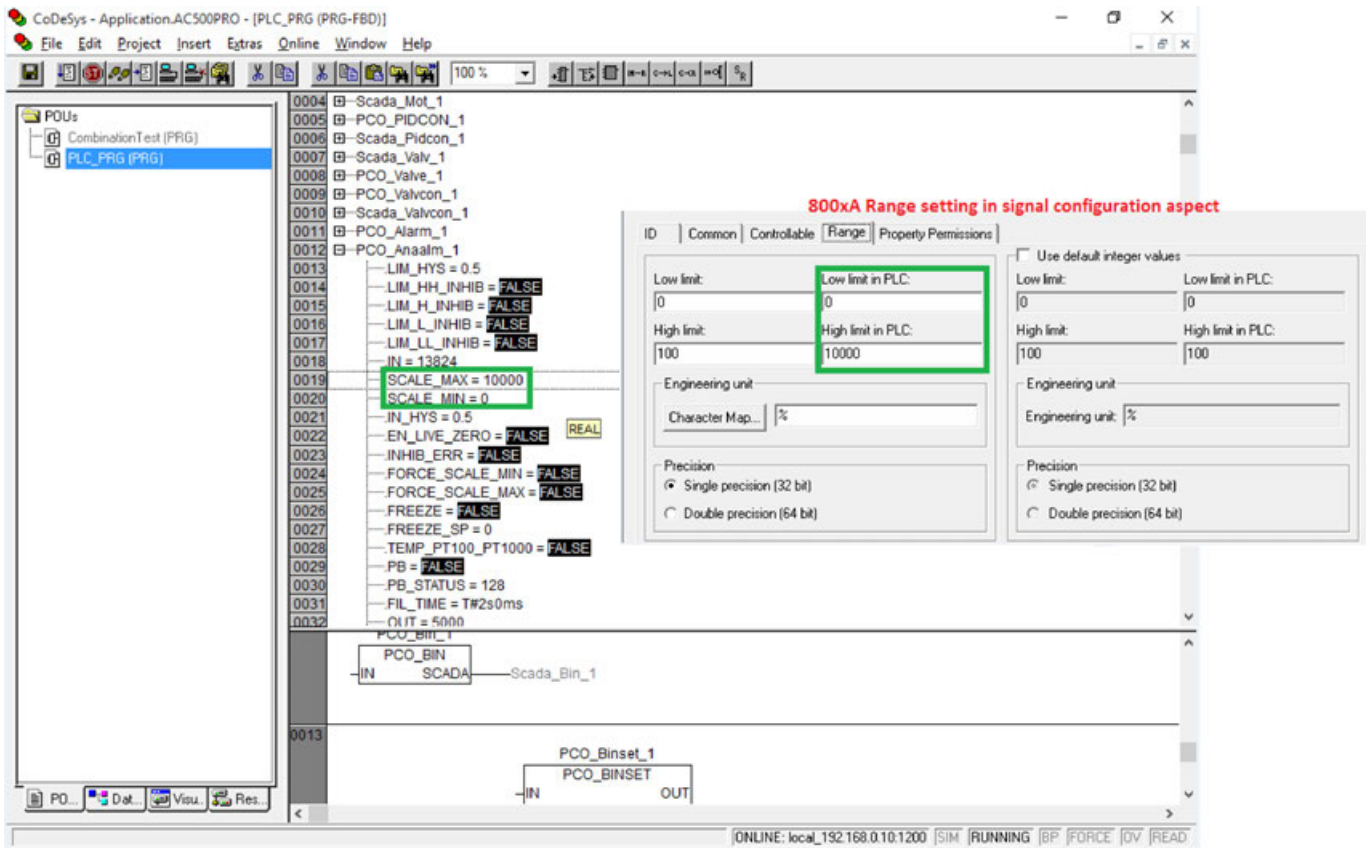 CoDeSys - Application.AC500PRO - [PLC_PRG (PRG-FBD)]
File Edit Project Insert Extras Online Window Help
100 %
POUs
CombinationTest (PRG)
PLC_PRG (PRG)
0004 Scada_Mot_1
0005 PCO_PIDCON_1
0006 Scada_Pidcon_1
0007 Scada_Valv_1
0008 PCO_Valve_1
0009 PCO_Valvcon_1
0010 Scada_Valvcon_1
0011 PCO_Alarm_1
0012 PCO_Anaalm_1
0013 .LIM_HYS = 0.5
0014 .LIM_HH_INHIB = FALSE
0015 .LIM_H_INHIB = FALSE
0016 .LIM_L_INHIB = FALSE
0017 .LIM_LL_INHIB = FALSE
0018 .IN = 13824
0019 .SCALE_MAX = 10000
0020 .SCALE_MIN = 0
0021 .IN_HYS = 0.5
0022 .EN_LIVE_ZERO = FALSE
REAL
0023 .INHIB_ERR = FALSE
0024 .FORCE_SCALE_MIN = FALSE
0025 .FORCE_SCALE_MAX = FALSE
0026 .FREEZE = FALSE
0027 .FREEZE_SP = 0
0028 .TEMP_PT100_PT1000 = FALSE
0029 .PB = FALSE
0030 .PB_STATUS = 128
0031 .FIL_TIME = T#2s0ms
0032 .OUT = 5000
800xA Range setting in signal configuration aspect
ID Common Controllable Range Property Permissions
Use default integer values
Low limit: Low limit in PLC: Low limit: Low limit in PLC:
0 0 0 0
High limit: High limit in PLC: High limit: High limit in PLC:
100 10000 100 100
Engineering unit Engineering unit
Character Map... % Engineering unit: %
Precision Precision
Single precision (32 bit) Single precision (32 bit)
Double precision (64 bit) Double precision (64 bit)
PCO_Bin_1
PCO_BIN
IN SCADA Scada_Bin_1
0013
PCO_Binset_1
PCO_BINSET
IN OUT
PO... Dat... Visu.. Res...
ONLINE: local_192.168.0.10:1200 SIM RUNNING BP FORCE OV READ